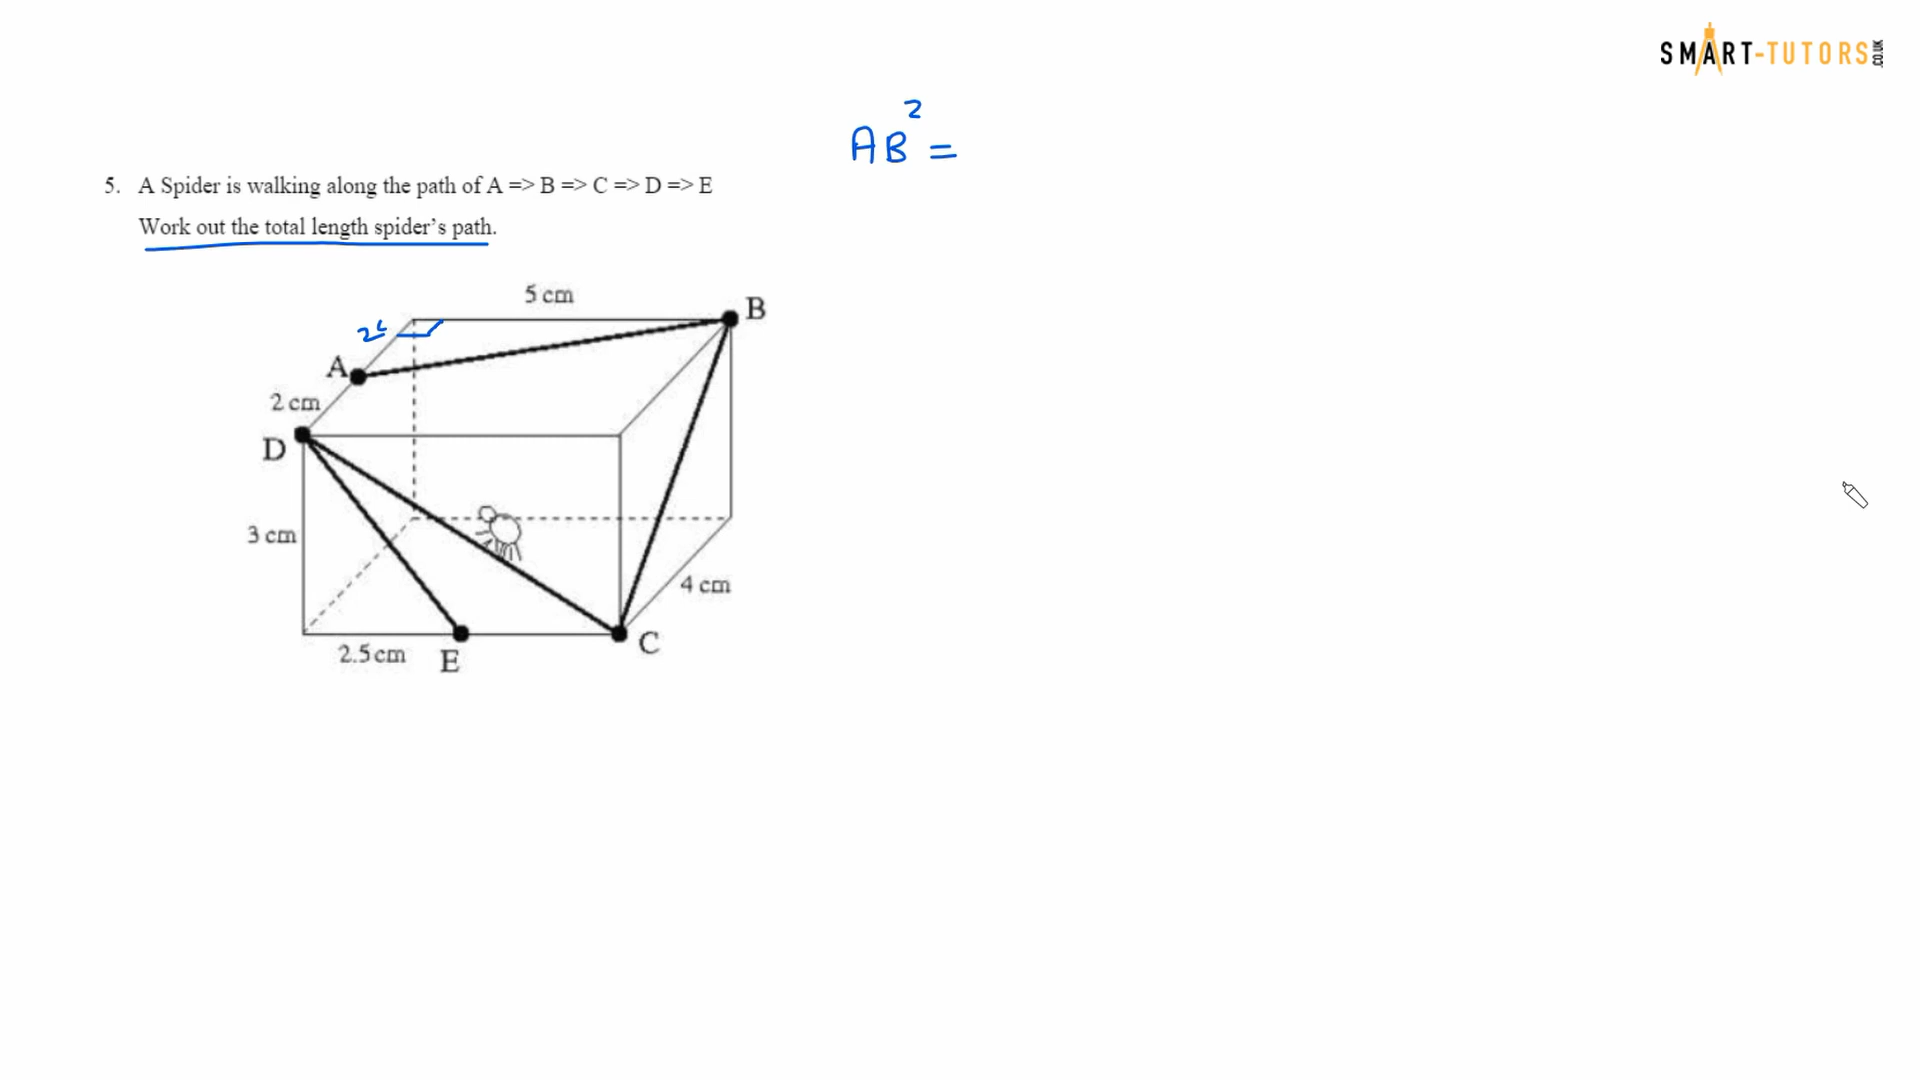 SMART-TUTORS.CO.UK
AB² =
5. A Spider is walking along the path of A => B => C => D => E
Work out the total length spider’s path.
5 cm
B
2c
A
2 cm
D
3 cm
4 cm
C
2.5cm
E